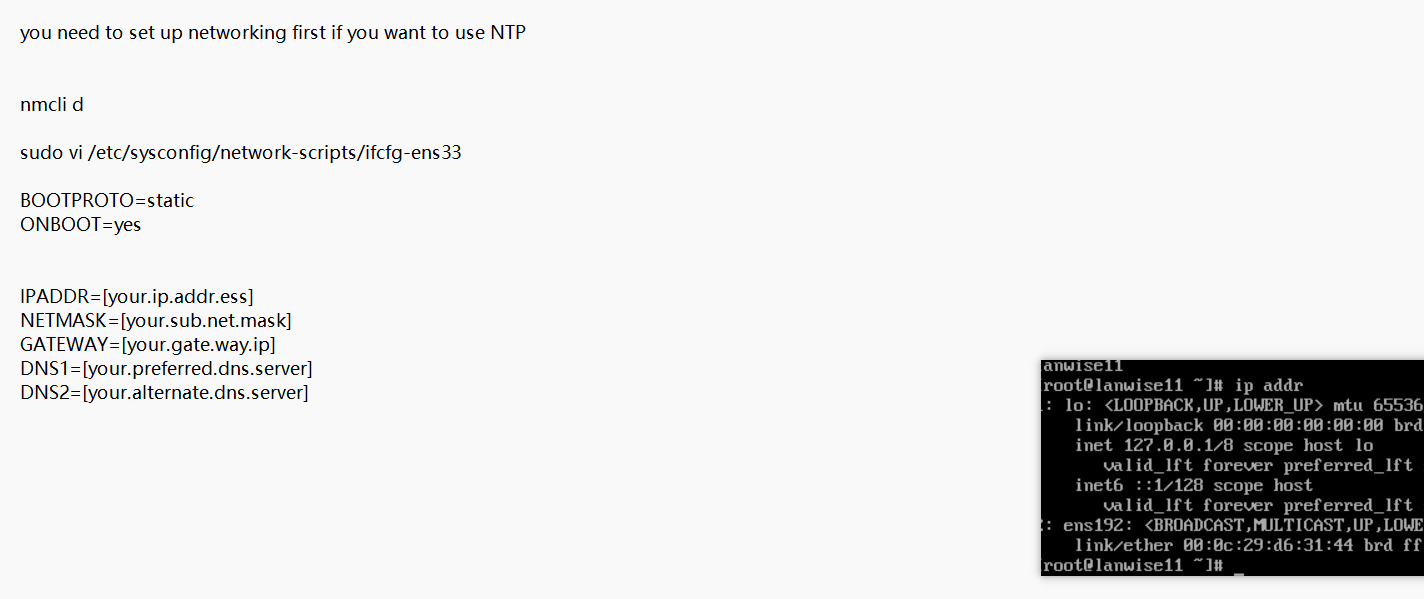 you need to set up networking first if you want to use NTP
nmcli d
sudo vi /etc/sysconfig/network-scripts/ifcfg-ens33
BOOTPROTO=static
ONBOOT=yes
IPADDR=[your.ip.addr.ess]
NETMASK=[your.sub.net.mask]
GATEWAY=[your.gate.way.ip]
DNS1=[your.preferred.dns.server]
DNS2=[your.alternate.dns.server]
anwise11
root@lanwise11 ~]# ip addr
: lo: <LOOPBACK,UP,LOWER_UP> mtu 65536
link/loopback 00:00:00:00:00:00 brd
inet 127.0.0.1/8 scope host lo
valid_lft forever preferred_lft
inet6 ::1/128 scope host
valid_lft forever preferred_lft
: ens192: <BROADCAST,MULTICAST,UP,LOWE
link/ether 00:0c:29:d6:31:44 brd ff
root@lanwise11 ~]# _